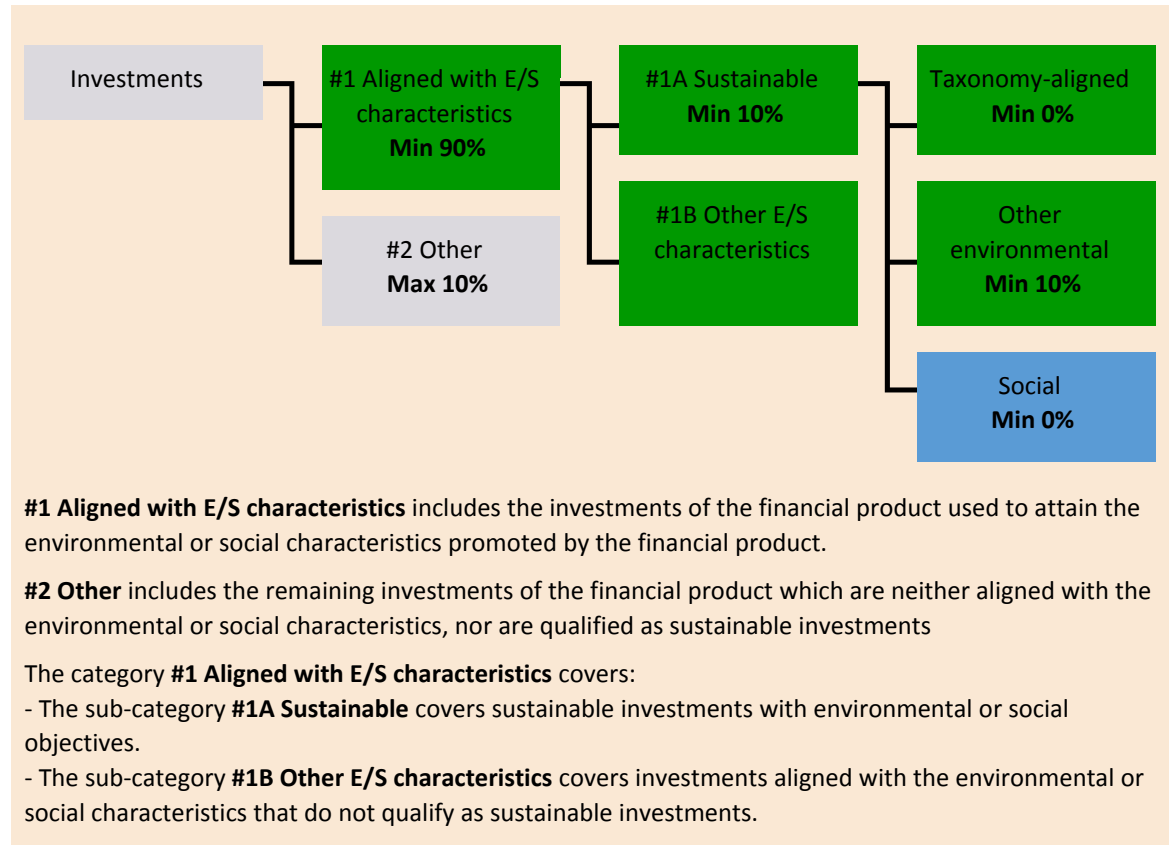 Investments
#1 Aligned with E/S
characteristics
Min 90%
#2 Other
Max 10%
#1A Sustainable
Min 10%
#1B Other E/S
characteristics
Taxonomy-aligned
Min 0%
Other
environmental
Min 10%
Social
Min 0%
#1 Aligned with E/S characteristics includes the investments of the financial product used to attain the
environmental or social characteristics promoted by the financial product.
#2 Other includes the remaining investments of the financial product which are neither aligned with the
environmental or social characteristics, nor are qualified as sustainable investments
The category #1 Aligned with E/S characteristics covers:
- The sub-category #1A Sustainable covers sustainable investments with environmental or social
objectives.
- The sub-category #1B Other E/S characteristics covers investments aligned with the environmental or
social characteristics that do not qualify as sustainable investments.